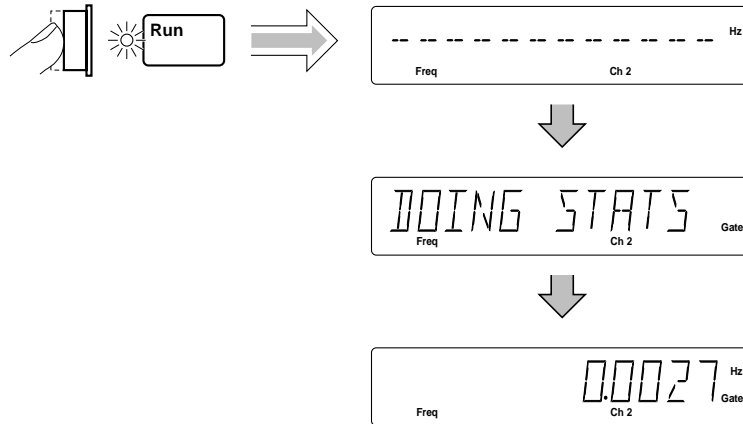 Run
-- -- -- -- -- -- -- -- -- -- -- -- Hz
Freq Ch 2
DOING STATS Gate
Freq Ch 2
0.0027 Hz
Gate
Freq Ch 2